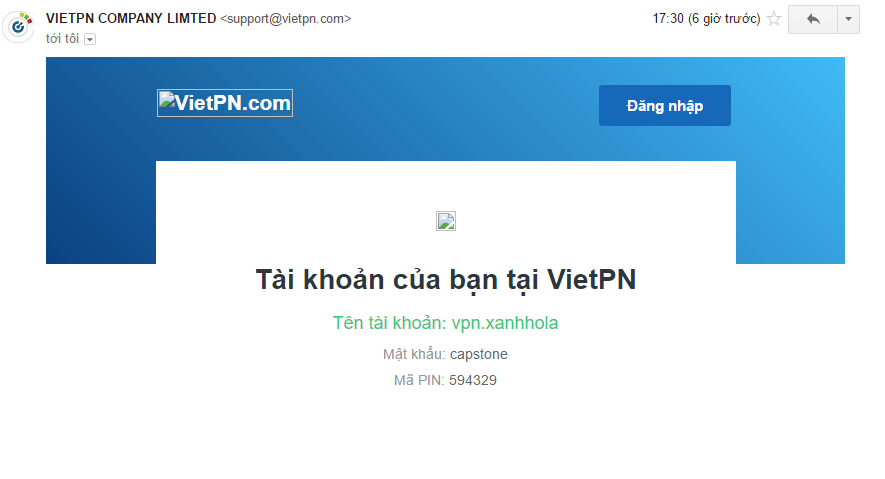 VIETPN COMPANY LIMTED <support@vietpn.com>
17:30 (6 giờ trước)
tới tôi
VietPN.com
Đăng nhập
Tài khoản của bạn tại VietPN
Tên tài khoản: vpn.xanhhola
Mật khẩu: capstone
Mã PIN: 594329